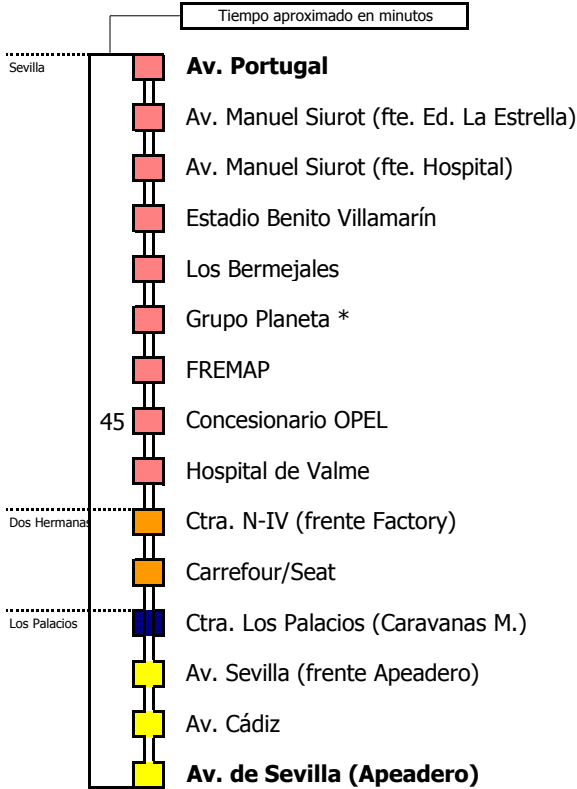 Tiempo aproximado en minutos
Sevilla
Av. Portugal
Av. Manuel Siurot (fte. Ed. La Estrella)
Av. Manuel Siurot (fte. Hospital)
Estadio Benito Villamarín
Los Bermejales
Grupo Planeta *
FREMAP
45
Concesionario OPEL
Hospital de Valme
Dos Hermanas
Ctra. N-IV (frente Factory)
Carrefour/Seat
Los Palacios
Ctra. Los Palacios (Caravanas M.)
Av. Sevilla (frente Apeadero)
Av. Cádiz
Av. de Sevilla (Apeadero)